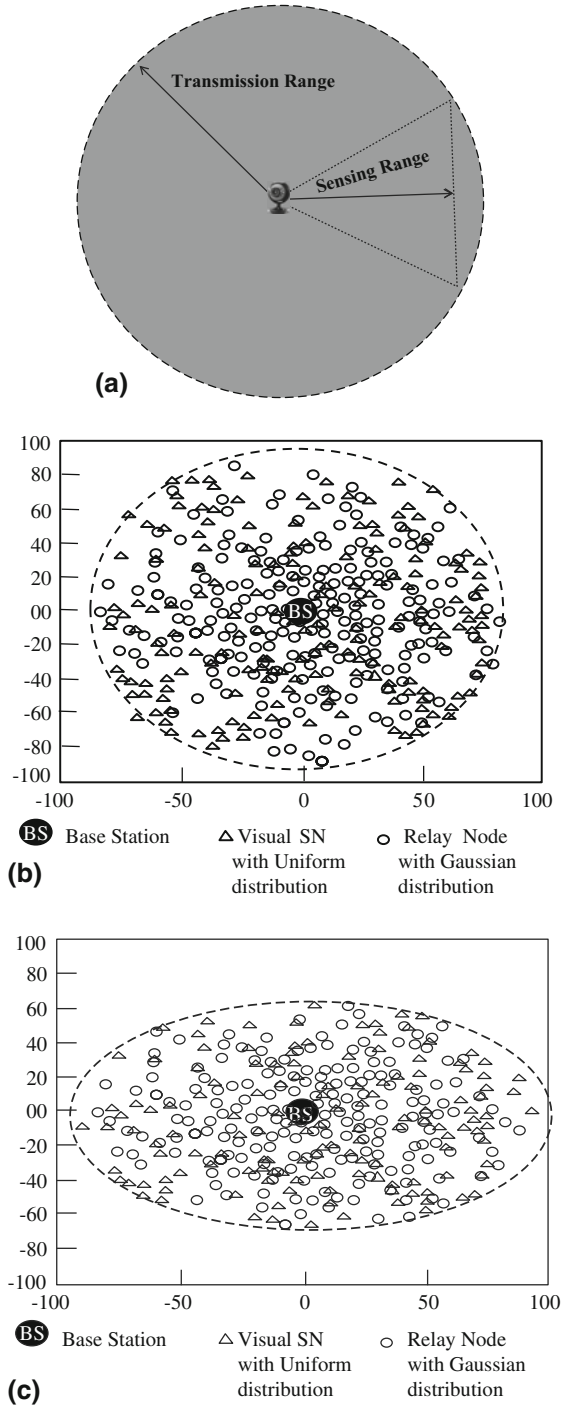 Transmission Range
Sensing Range
(a)
100
80
60
40
20
00
-20
-40
-60
-80
-100
-100 -50 0 50 100
BS
BS Base Station
Visual SN
with Uniform
distribution
Relay Node
with Gaussian
distribution
(b)
100
80
60
40
20
00
-20
-40
-60
-80
-100
-100 -50 0 50 100
BS
BS Base Station
Visual SN
with Uniform
distribution
Relay Node
with Gaussian
distribution
(c)